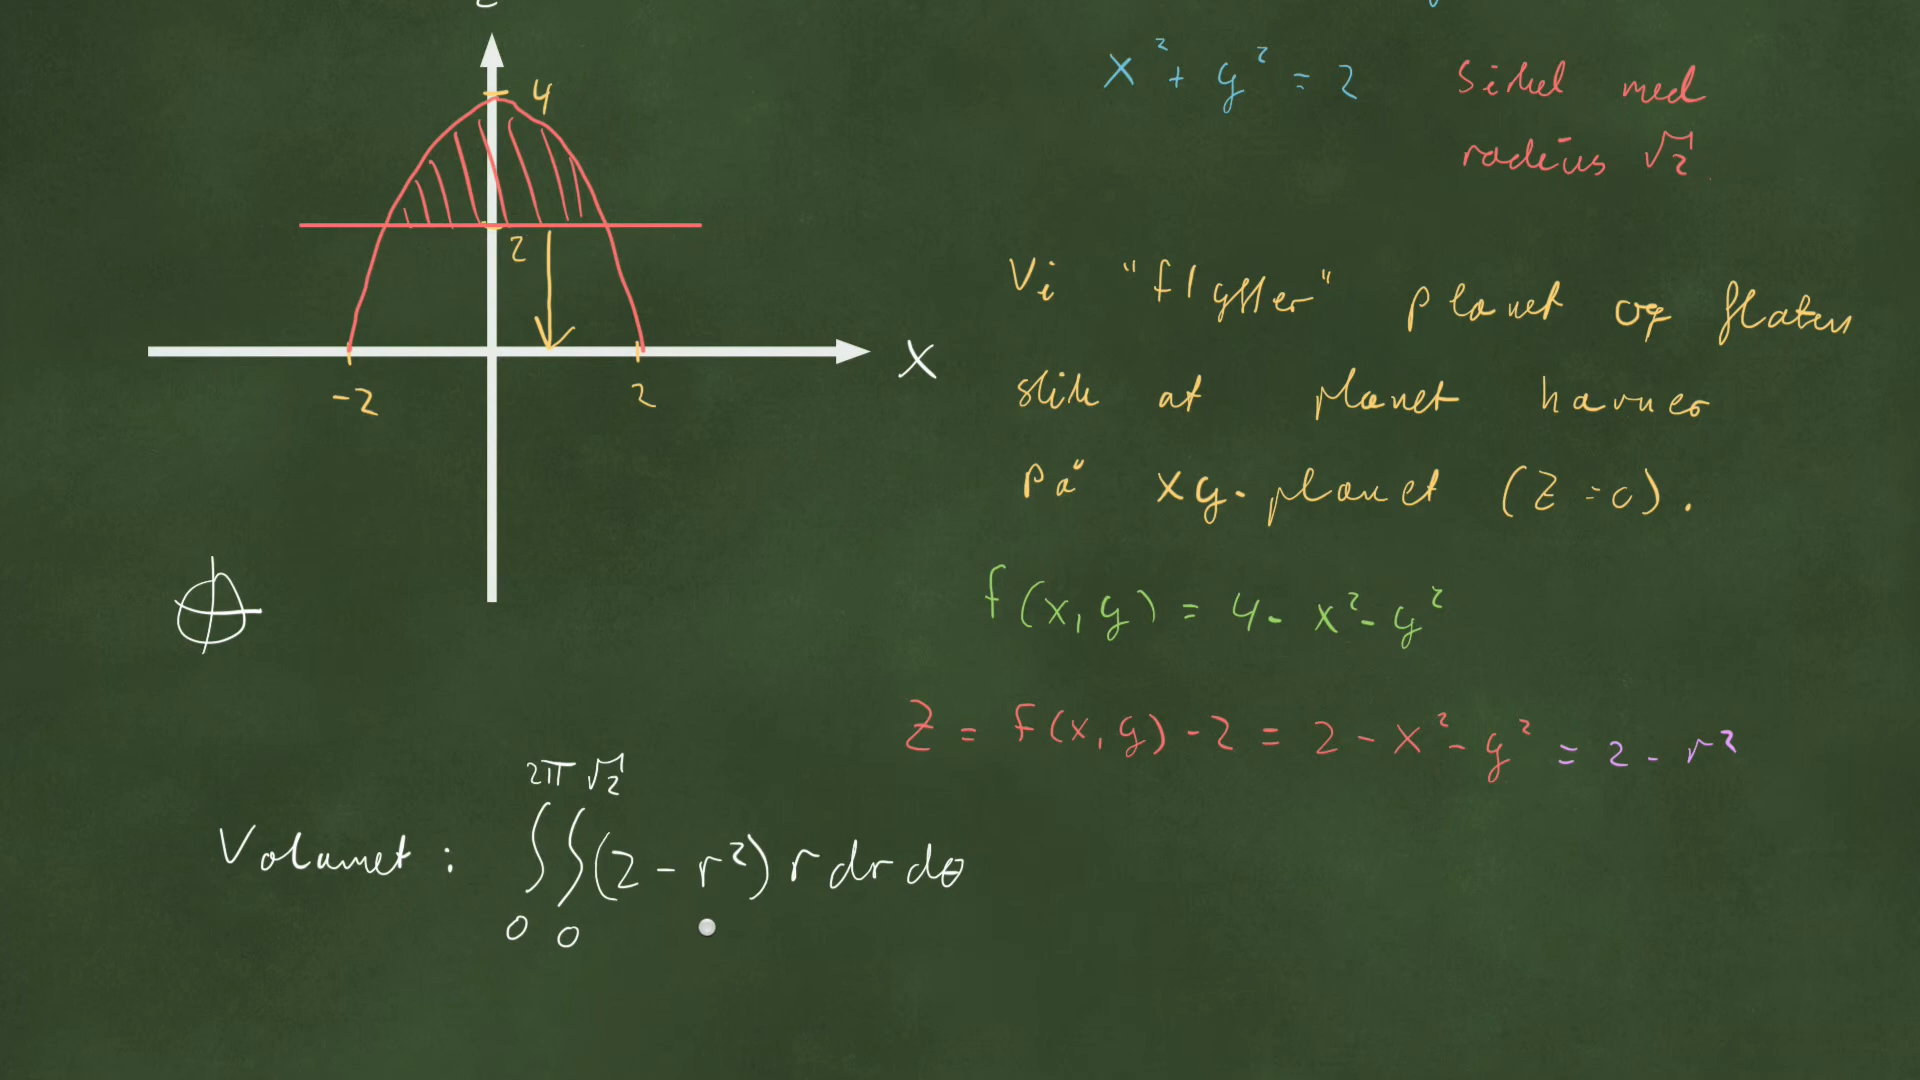 4
2
-2
2
X
x² + y² = 2
Sirkel med
radius √2
Vi "flytter" planet og flaten
slik at planet havner
på xy-planet (z = 0).
f(x, y) = 4 - x² - y²
z = f(x, y) - 2 = 2 - x² - y² = 2 - r²
2π √2
Volumet : ∫∫(2 - r²) r dr dθ
0 0